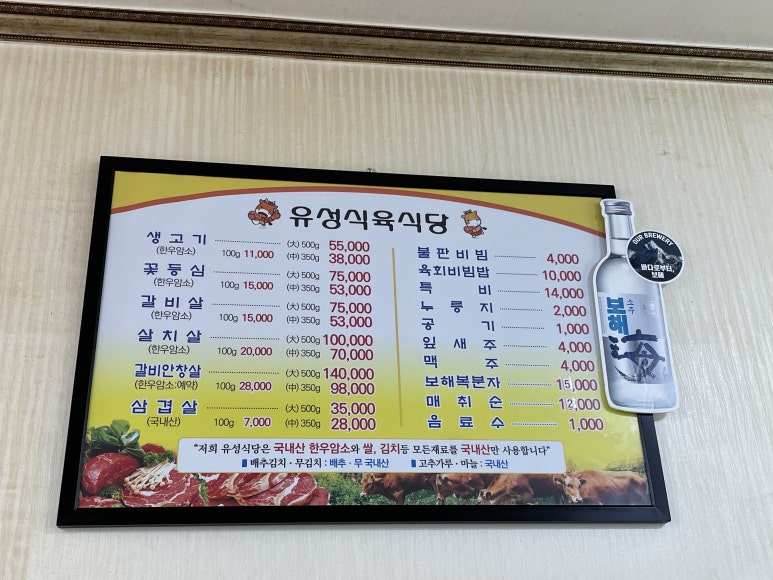 유성식육식당
생고기 (大) 500g 55,000
(한우암소) 100g 11,000 (中) 350g 38,000
꽃등심 (大) 500g 75,000
(한우암소) 100g 15,000 (中) 350g 53,000
갈비살 (大) 500g 75,000
(한우암소) 100g 15,000 (中) 350g 53,000
살치살 (大) 500g 100,000
(한우암소) 100g 20,000 (中) 350g 70,000
갈비안창살 (大) 500g 140,000
(한우암소:예약) 100g 28,000 (中) 350g 98,000
삼겹살 (大) 500g 35,000
(국내산) 100g 7,000 (中) 350g 28,000
불판비빔 4,000
육회비빔밥 10,000
특비 14,000
누룽지 2,000
공기 1,000
잎새주 4,000
맥주 4,000
보해복분자 15,000
매취순 12,000
음료수 1,000
"저희 유성식당은 국내산 한우암소와 쌀, 김치등 모든재료를 국내산만 사용합니다"
배추김치·무김치 : 배추·무 국내산 고추가루·마늘 : 국내산
OUR BREWERY
바다로부터,
보해
소주
보해